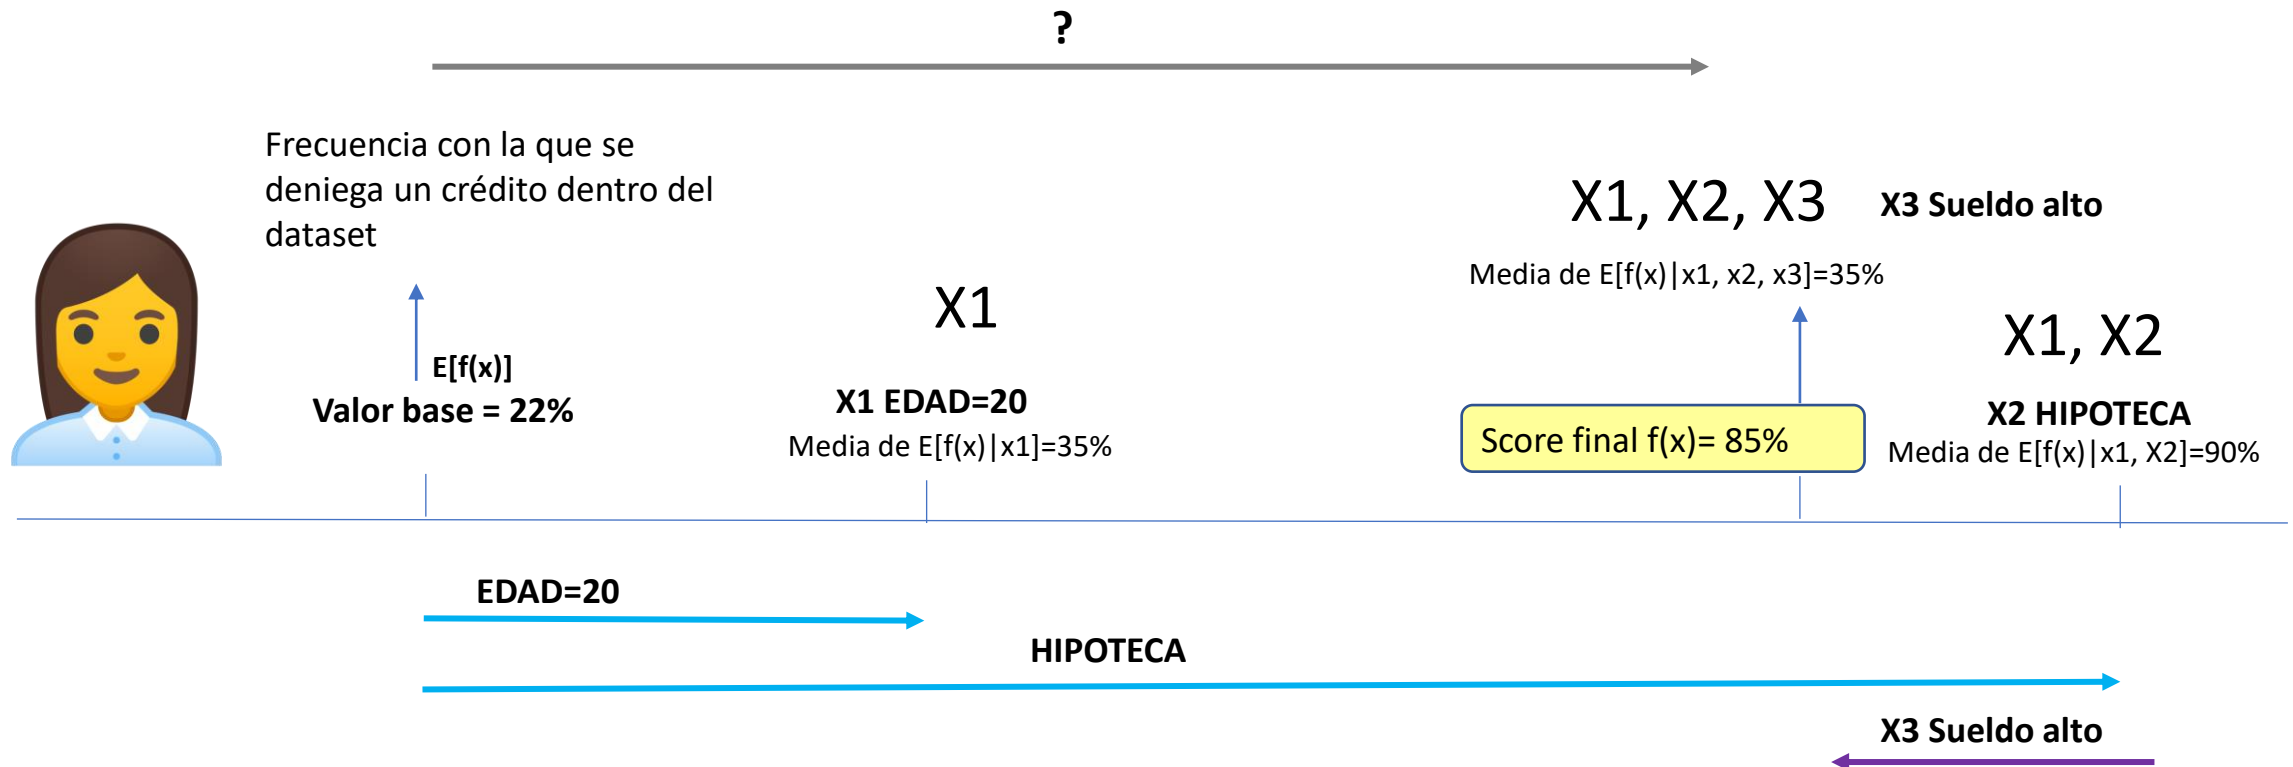 ?
Frecuencia con la que se
deniega un crédito dentro del
dataset
E[f(x)]
Valor base = 22%
X1
X1 EDAD=20
Media de E[f(x)|x1]=35%
X1, X2, X3
X3 Sueldo alto
Media de E[f(x)|x1, x2, x3]=35%
Score final f(x)= 85%
X1, X2
X2 HIPOTECA
Media de E[f(x)|x1, X2]=90%
EDAD=20
HIPOTECA
X3 Sueldo alto